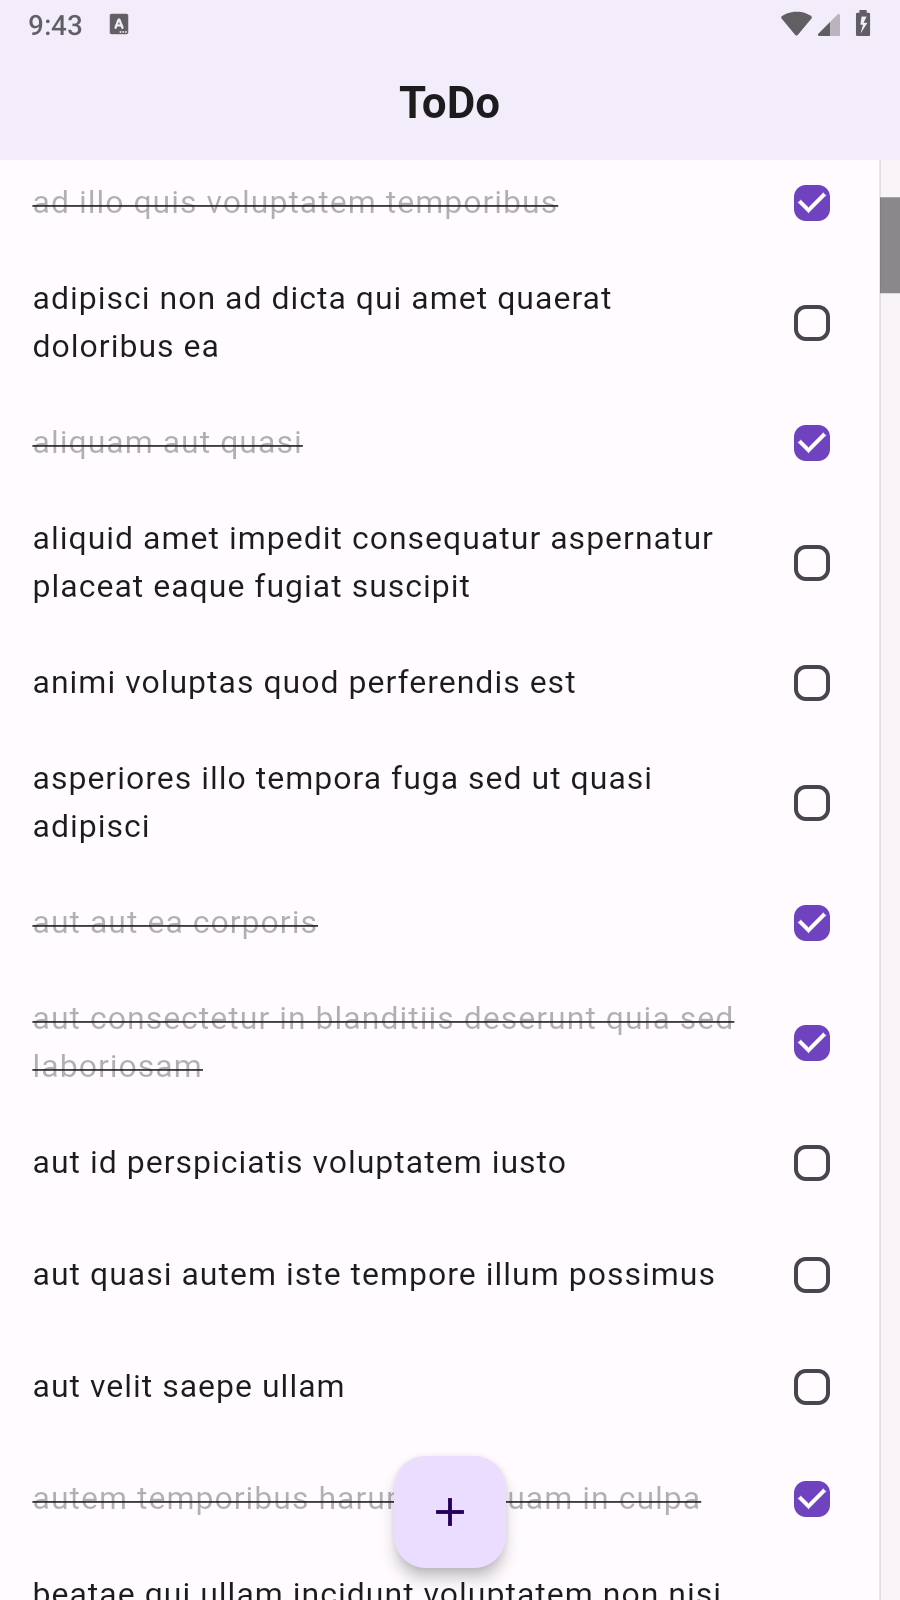 9:43
ToDo
ad illo quis voluptatem temporibus
adipisci non ad dicta qui amet quaerat
doloribus ea
aliquam aut quasi
aliquid amet impedit consequatur aspernatur
placeat eaque fugiat suscipit
animi voluptas quod perferendis est
asperiores illo tempora fuga sed ut quasi
adipisci
aut aut ea corporis
aut consectetur in blanditiis deserunt quia sed
laboriosam
aut id perspiciatis voluptatem iusto
aut quasi autem iste tempore illum possimus
aut velit saepe ullam
autem temporibus in culpa
beatae qui ullam incidunt voluptatem non nisi